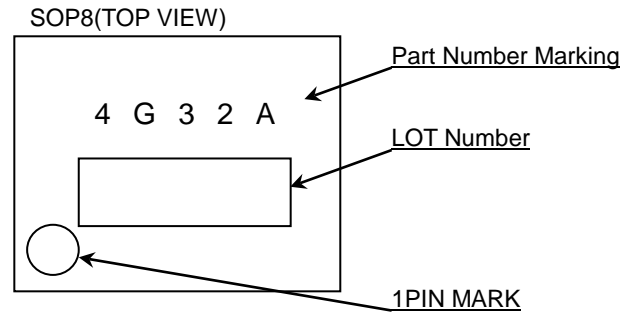 SOP8(TOP VIEW)
Part Number Marking
4 G 3 2 A
LOT Number
1PIN MARK